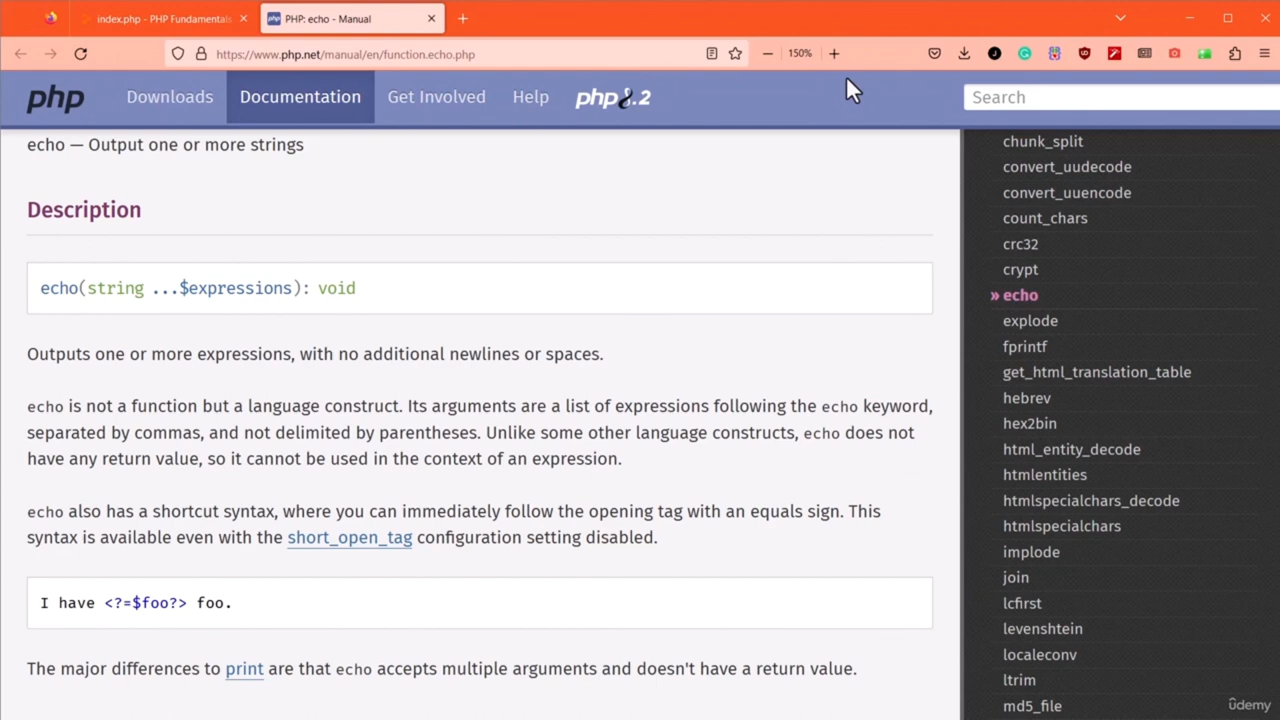 index.php - PHP Fundamentals
PHP: echo - Manual
https://www.php.net/manual/en/function.echo.php
150%
php
Downloads
Documentation
Get Involved
Help
php8.2
Search
echo — Output one or more strings
Description
echo(string ...$expressions): void
Outputs one or more expressions, with no additional newlines or spaces.
echo is not a function but a language construct. Its arguments are a list of expressions following the echo keyword,
separated by commas, and not delimited by parentheses. Unlike some other language constructs, echo does not
have any return value, so it cannot be used in the context of an expression.
echo also has a shortcut syntax, where you can immediately follow the opening tag with an equals sign. This
syntax is available even with the short_open_tag configuration setting disabled.
I have <?=$foo?> foo.
The major differences to print are that echo accepts multiple arguments and doesn't have a return value.
chunk_split
convert_uudecode
convert_uuencode
count_chars
crc32
crypt
» echo
explode
fprintf
get_html_translation_table
hebrev
hex2bin
html_entity_decode
htmlentities
htmlspecialchars_decode
htmlspecialchars
implode
join
lcfirst
levenshtein
localeconv
ltrim
md5_file
ûdemy